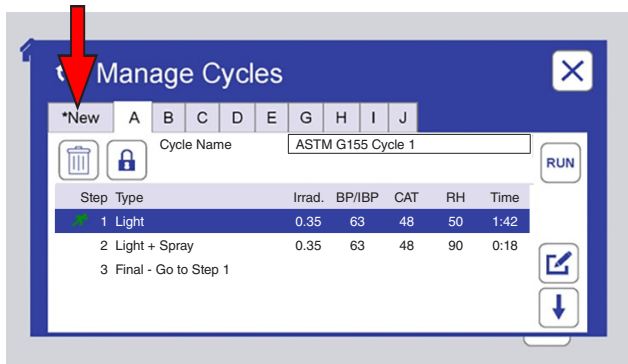 Manage Cycles
*New A B C D E G H I J
Cycle Name ASTM G155 Cycle 1
RUN
Step Type Irrad. BP/IBP CAT RH Time
1 Light 0.35 63 48 50 1:42
2 Light + Spray 0.35 63 48 90 0:18
3 Final - Go to Step 1